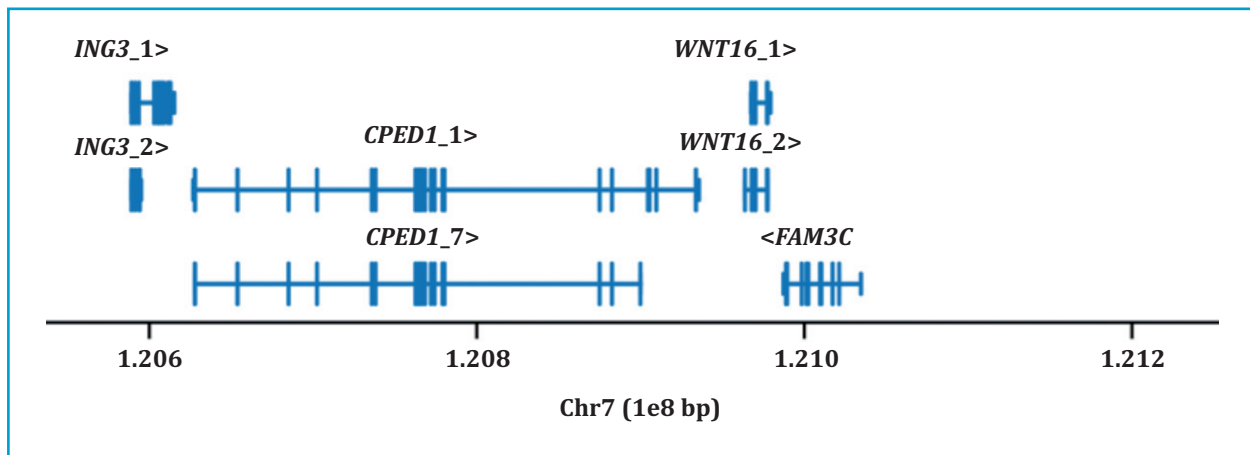 ING3_1> WNT16_1>
ING3_2> CPED1_1> WNT16_2>
CPED1_7> <FAM3C
1.206 1.208 1.210 1.212
Chr7 (1e8 bp)